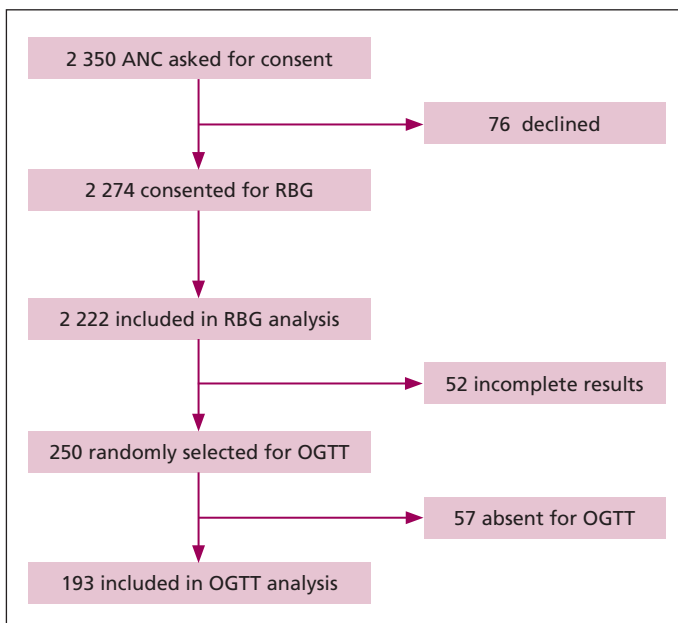 2 350 ANC asked for consent
76 declined
2 274 consented for RBG
2 222 included in RBG analysis
52 incomplete results
250 randomly selected for OGTT
57 absent for OGTT
193 included in OGTT analysis